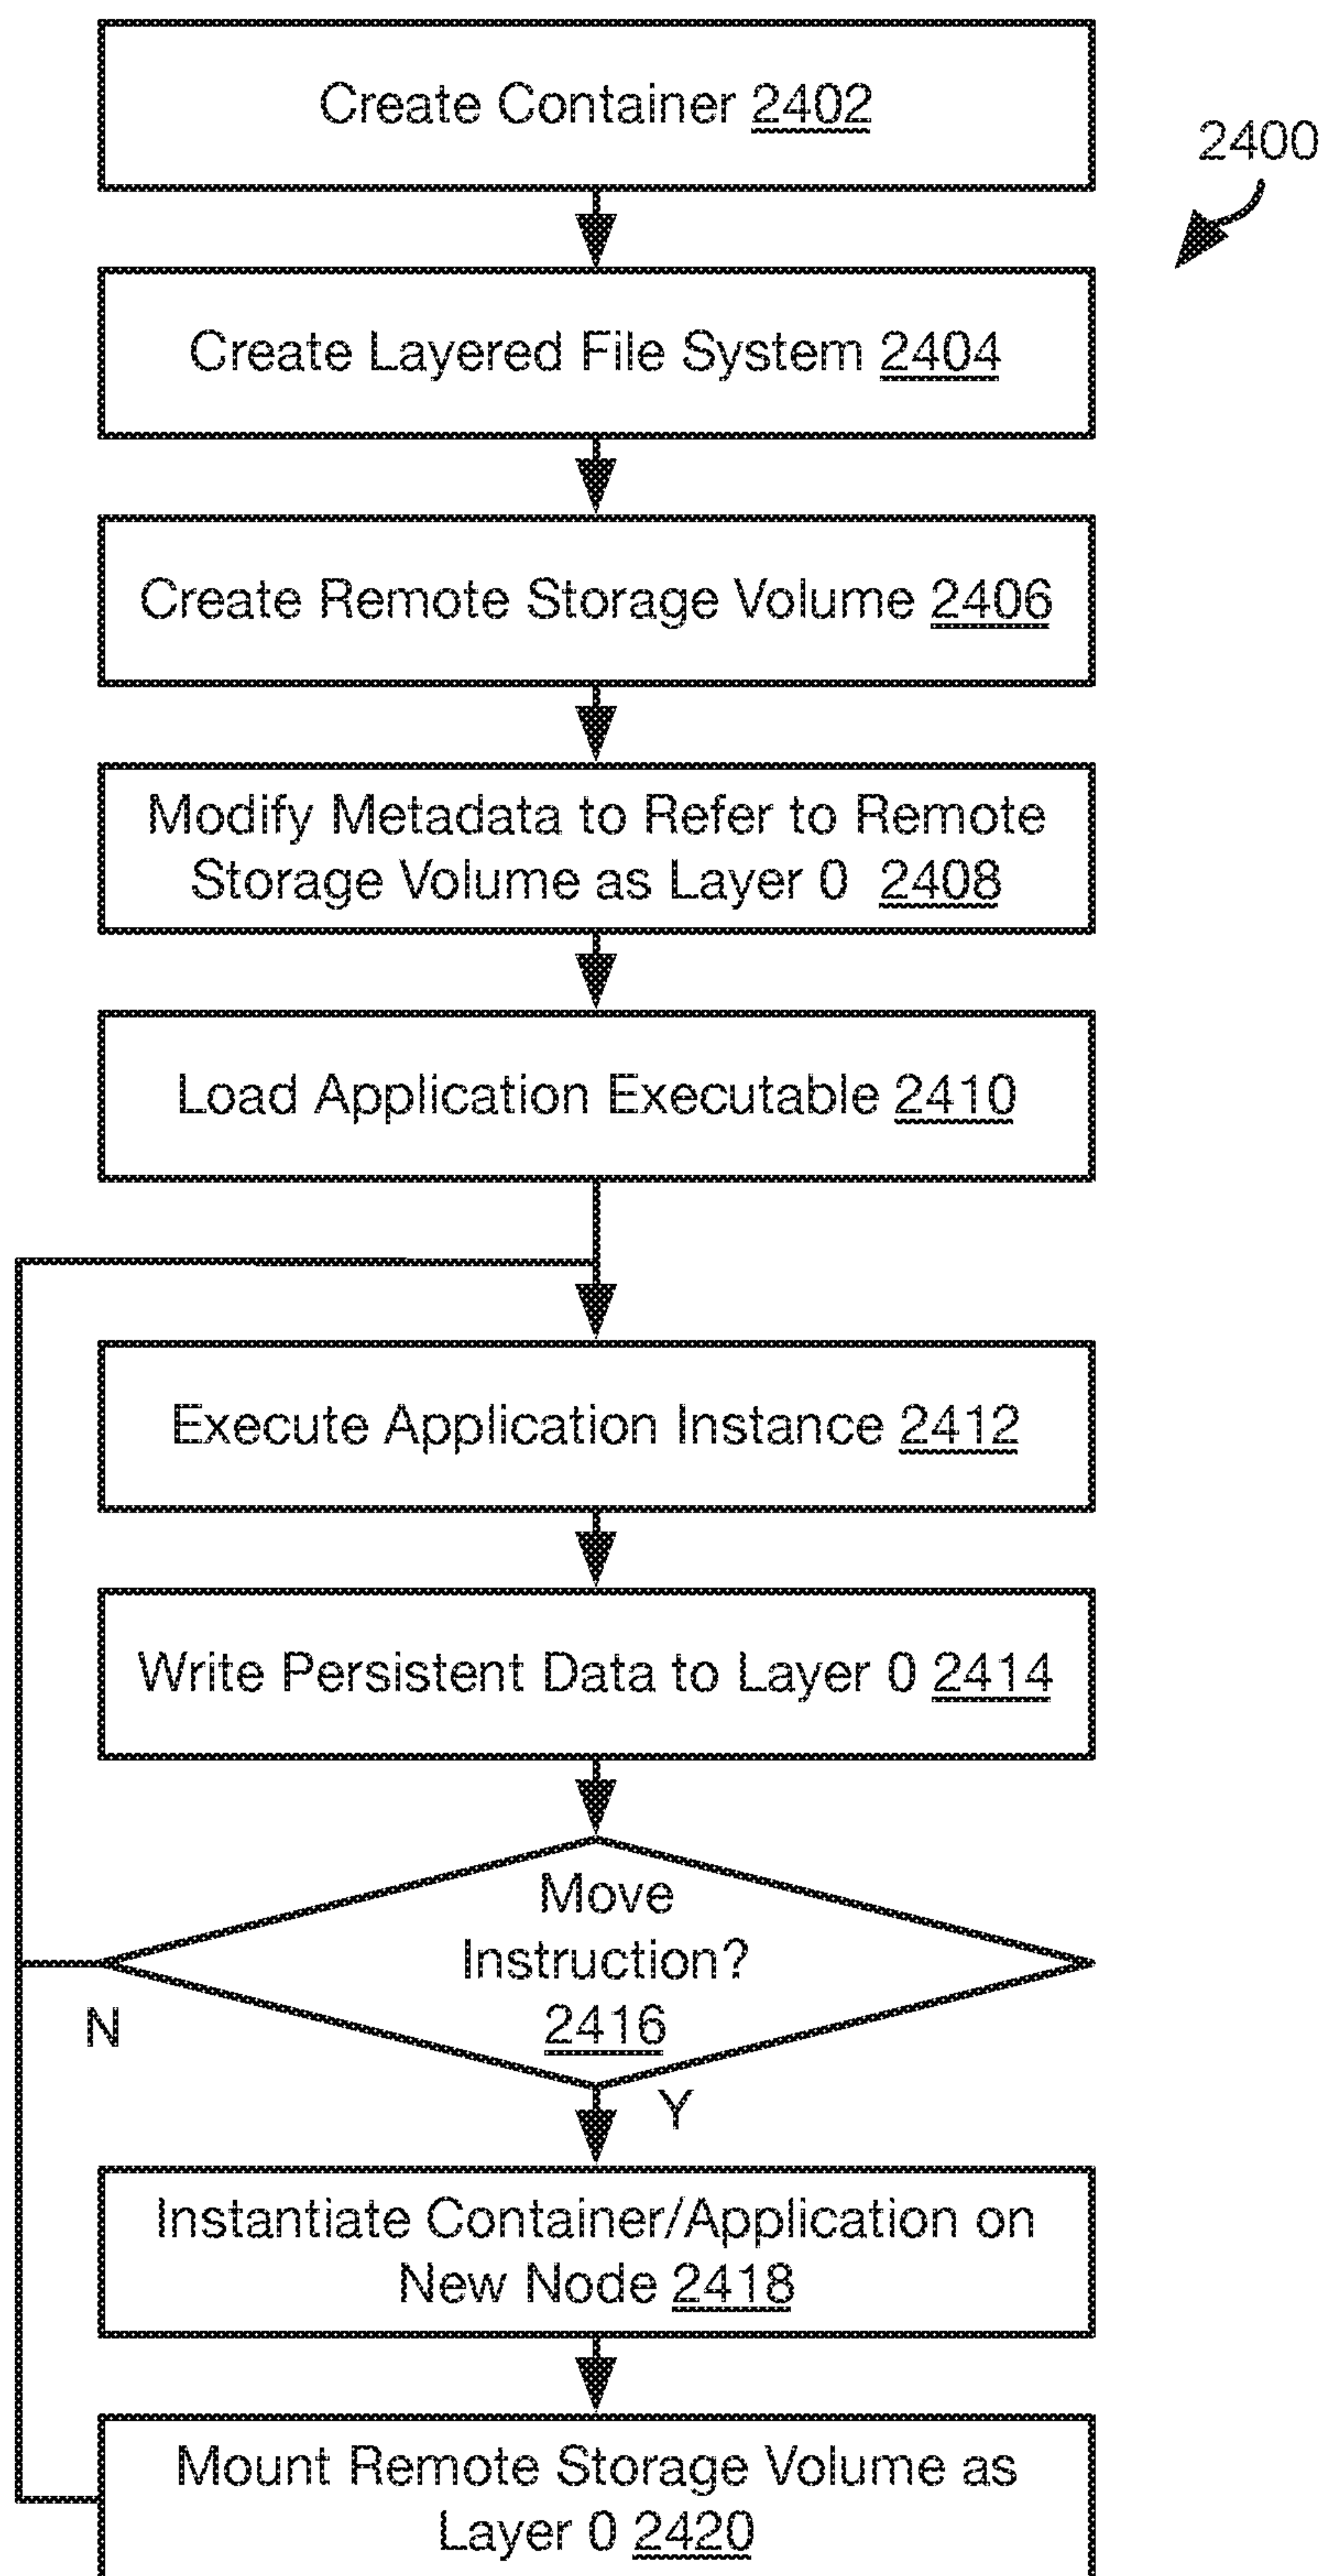 Create Container 2402
2400
Create Layered File System 2404
Create Remote Storage Volume 2406
Modify Metadata to Refer to Remote
Storage Volume as Layer 0 2408
Load Application Executable 2410
Execute Application Instance 2412
Write Persistent Data to Layer 0 2414
Move
Instruction?
2416
N
Y
Instantiate Container/Application on
New Node 2418
Mount Remote Storage Volume as
Layer 0 2420